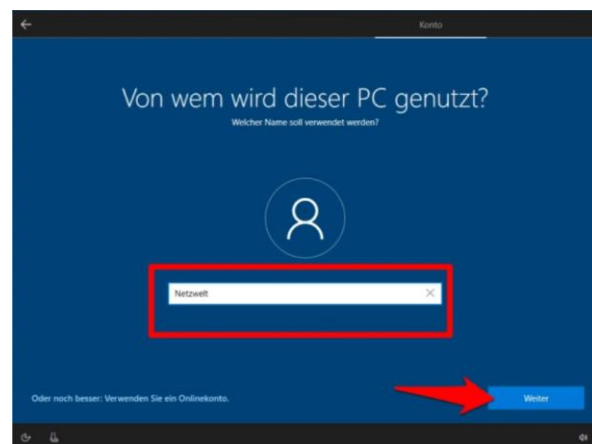 Konto
Von wem wird dieser PC genutzt?
Welcher Name soll verwendet werden?
Netzwelt
Oder noch besser: Verwenden Sie ein Onlinekonto.
Weiter